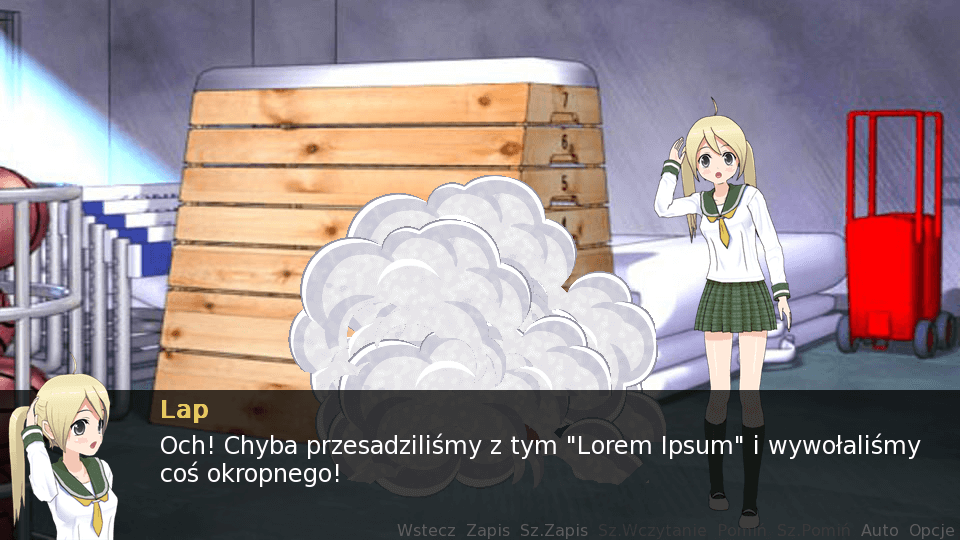 7
6
5
4
Lap
Och! Chyba przesadziliśmy z tym "Lorem Ipsum" i wywołaliśmy
coś okropnego!
Wstecz Zapis Sz.Zapis Sz.Wczytanie Pomiń Sz.Pomiń Auto Opcje